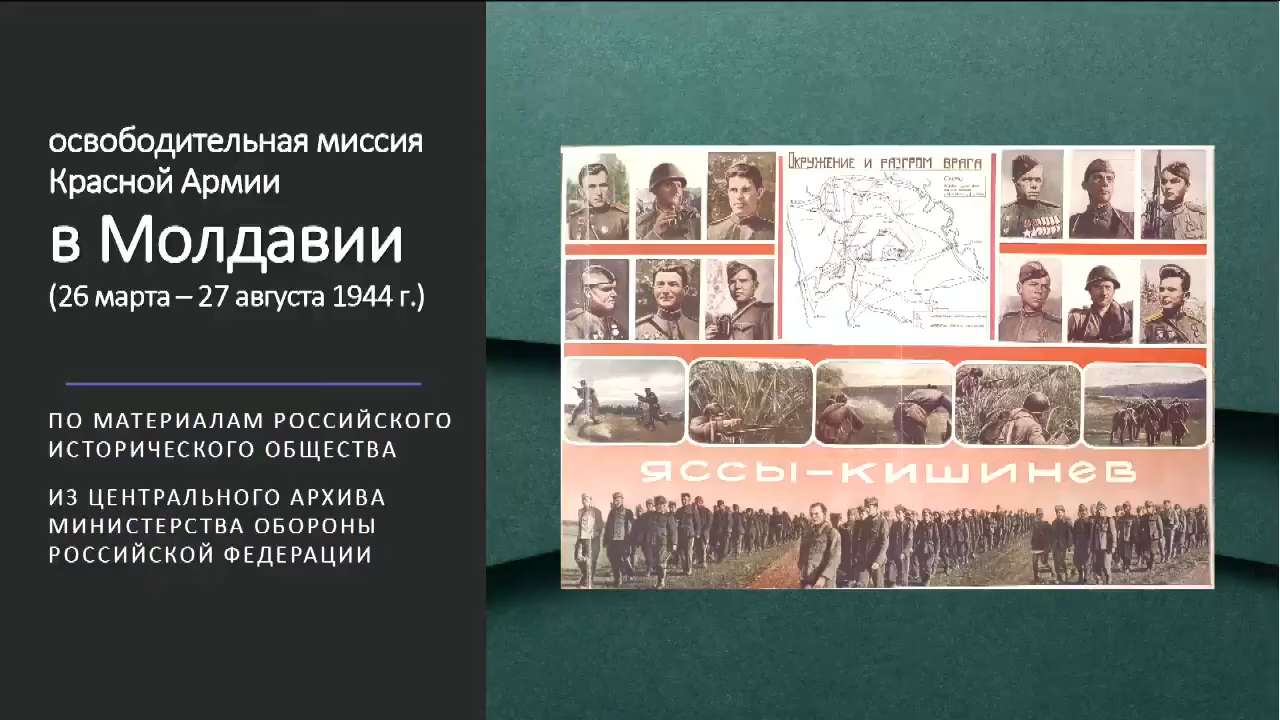 освободительная миссия
Красной Армии
в Молдавии
(26 марта – 27 августа 1944 г.)
ПО МАТЕРИАЛАМ РОССИЙСКОГО
ИСТОРИЧЕСКОГО ОБЩЕСТВА
ИЗ ЦЕНТРАЛЬНОГО АРХИВА
МИНИСТЕРСТВА ОБОРОНЫ
РОССИЙСКОЙ ФЕДЕРАЦИИ
ОКРУЖЕНИЕ И РАЗГРОМ ВРАГА
ЯССЫ–КИШИНЕВ